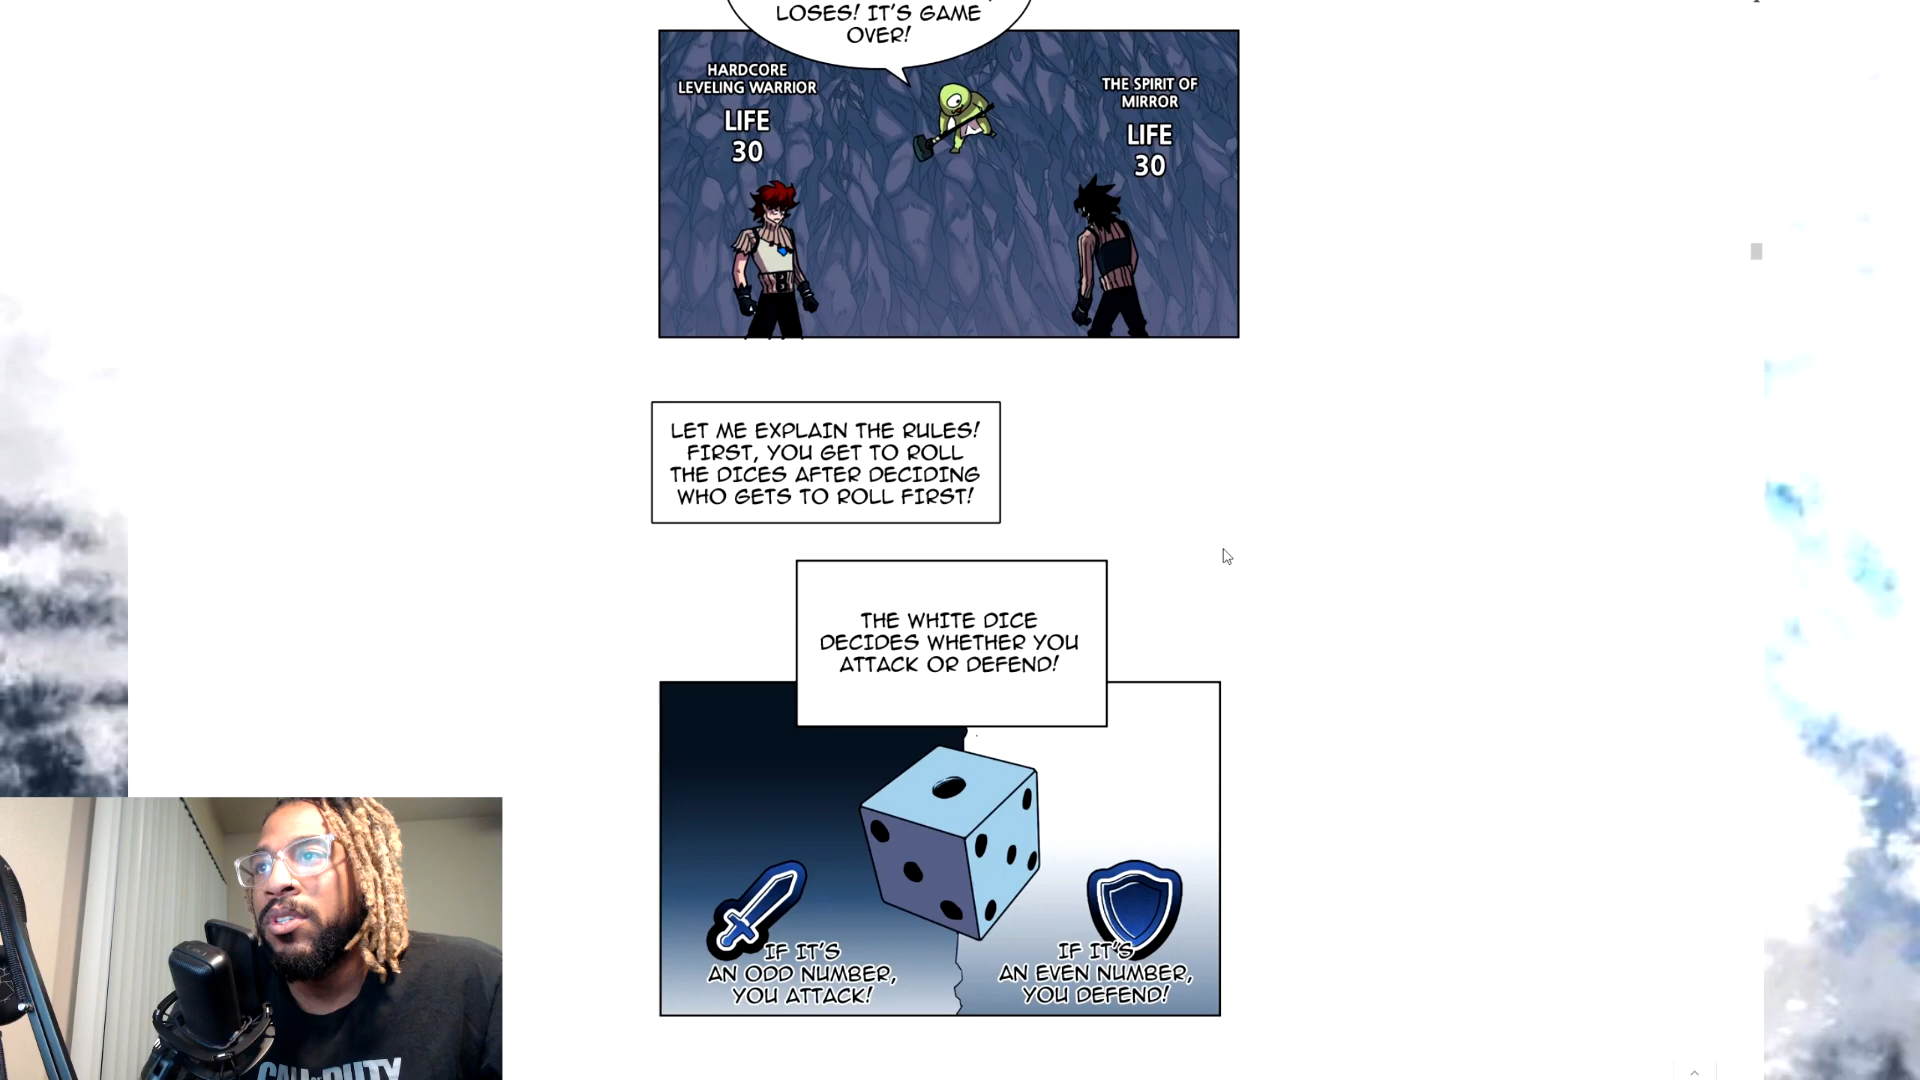 LOSES! IT'S GAME
OVER!
HARDCORE
LEVELING WARRIOR
LIFE
30
THE SPIRIT OF
MIRROR
LIFE
30
LET ME EXPLAIN THE RULES!
FIRST, YOU GET TO ROLL
THE DICES AFTER DECIDING
WHO GETS TO ROLL FIRST!
THE WHITE DICE
DECIDES WHETHER YOU
ATTACK OR DEFEND!
IF IT'S
AN ODD NUMBER,
YOU ATTACK!
IF IT'S
AN EVEN NUMBER,
YOU DEFEND!
CALL OF DUTY